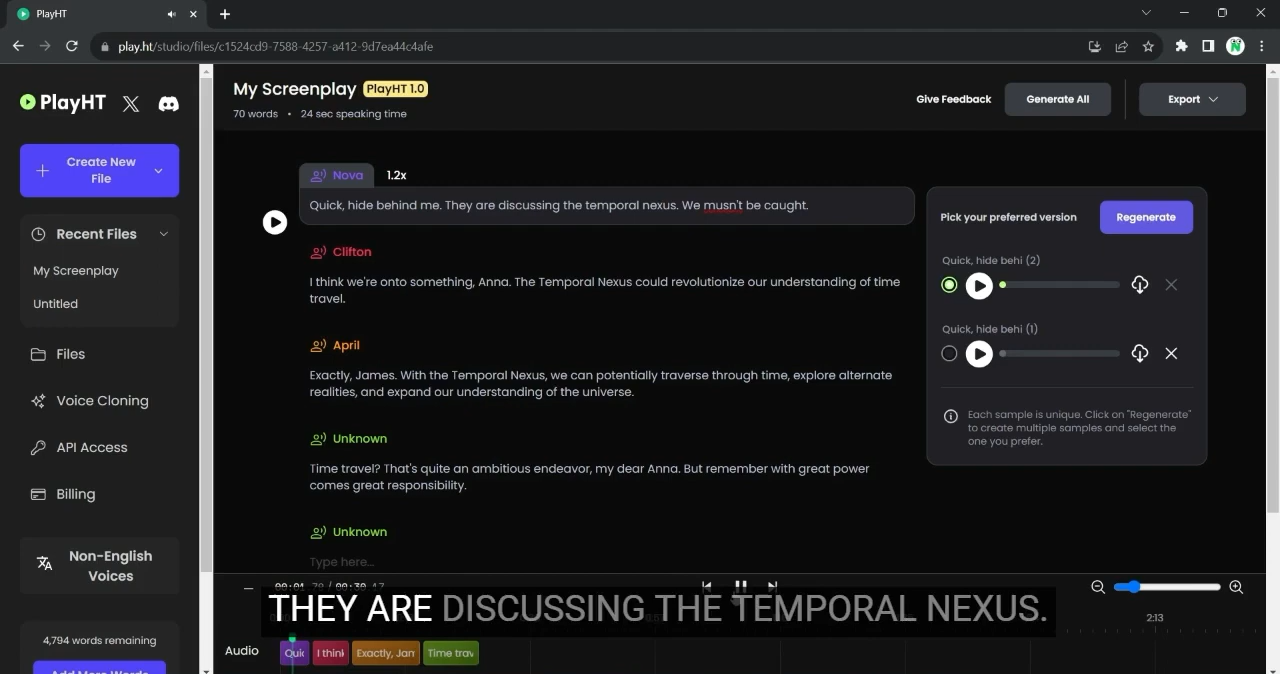 PlayHT
play.ht/studio/files/c1524cd9-7588-4257-a412-9d7ea44c4afe
PlayHT
My Screenplay PlayHT 1.0
70 words • 24 sec speaking time
Give Feedback Generate All Export
Create New
File
Recent Files
My Screenplay
Untitled
Files
Voice Cloning
API Access
Billing
Non-English
Voices
4,794 words remaining
Add More Words
Nova 1.2x
Quick, hide behind me. They are discussing the temporal nexus. We musn't be caught.
Clifton
I think we're onto something, Anna. The Temporal Nexus could revolutionize our understanding of time
travel.
April
Exactly, James. With the Temporal Nexus, we can potentially traverse through time, explore alternate
realities, and expand our understanding of the universe.
Unknown
Time travel? That's quite an ambitious endeavor, my dear Anna. But remember with great power
comes great responsibility.
Unknown
Type here...
Pick your preferred version Regenerate
Quick, hide behi (2)
Quick, hide behi (1)
Each sample is unique. Click on "Regenerate"
to create multiple samples and select the
one you prefer.
THEY ARE DISCUSSING THE TEMPORAL NEXUS.
2:13
Audio Quic I think Exactly, Jam Time trav